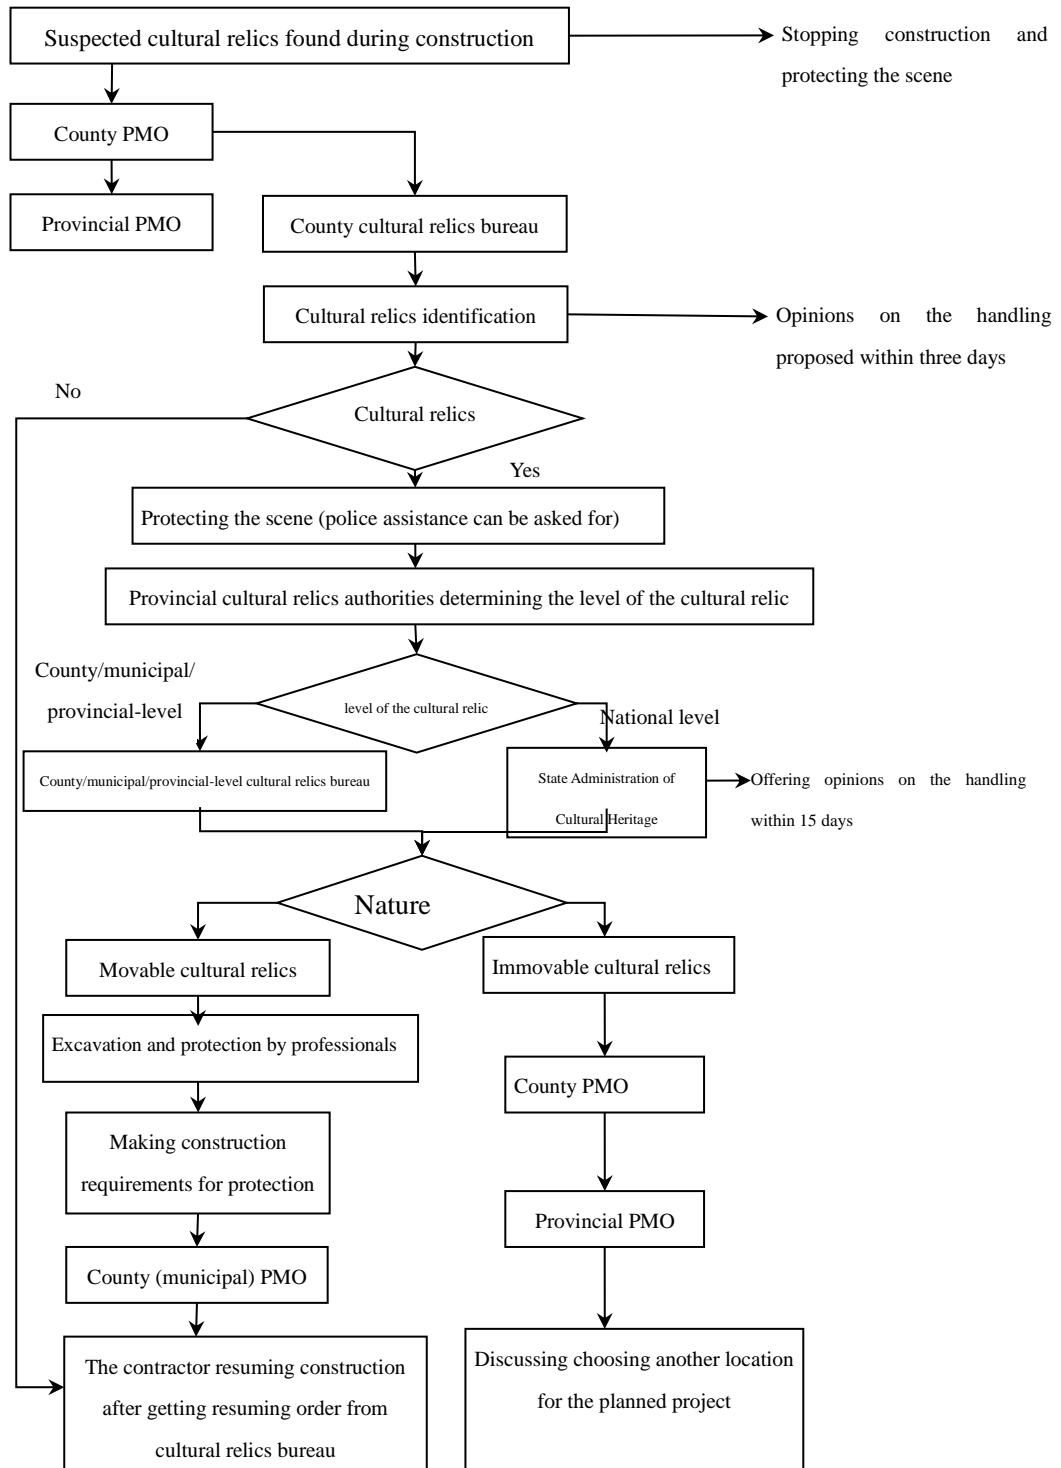 Suspected cultural relics found during construction
Stopping construction and
protecting the scene
County PMO
Provincial PMO
County cultural relics bureau
Cultural relics identification
Opinions on the handling
proposed within three days
No
Cultural relics
Yes
Protecting the scene (police assistance can be asked for)
Provincial cultural relics authorities determining the level of the cultural relic
County/municipal/
provincial-level
level of the cultural relic
National level
County/municipal/provincial-level cultural relics bureau
State Administration of
Cultural Heritage
Offering opinions on the handling
within 15 days
Nature
Movable cultural relics
Immovable cultural relics
Excavation and protection by professionals
County PMO
Making construction
requirements for protection
Provincial PMO
County (municipal) PMO
The contractor resuming construction
after getting resuming order from
cultural relics bureau
Discussing choosing another location
for the planned project